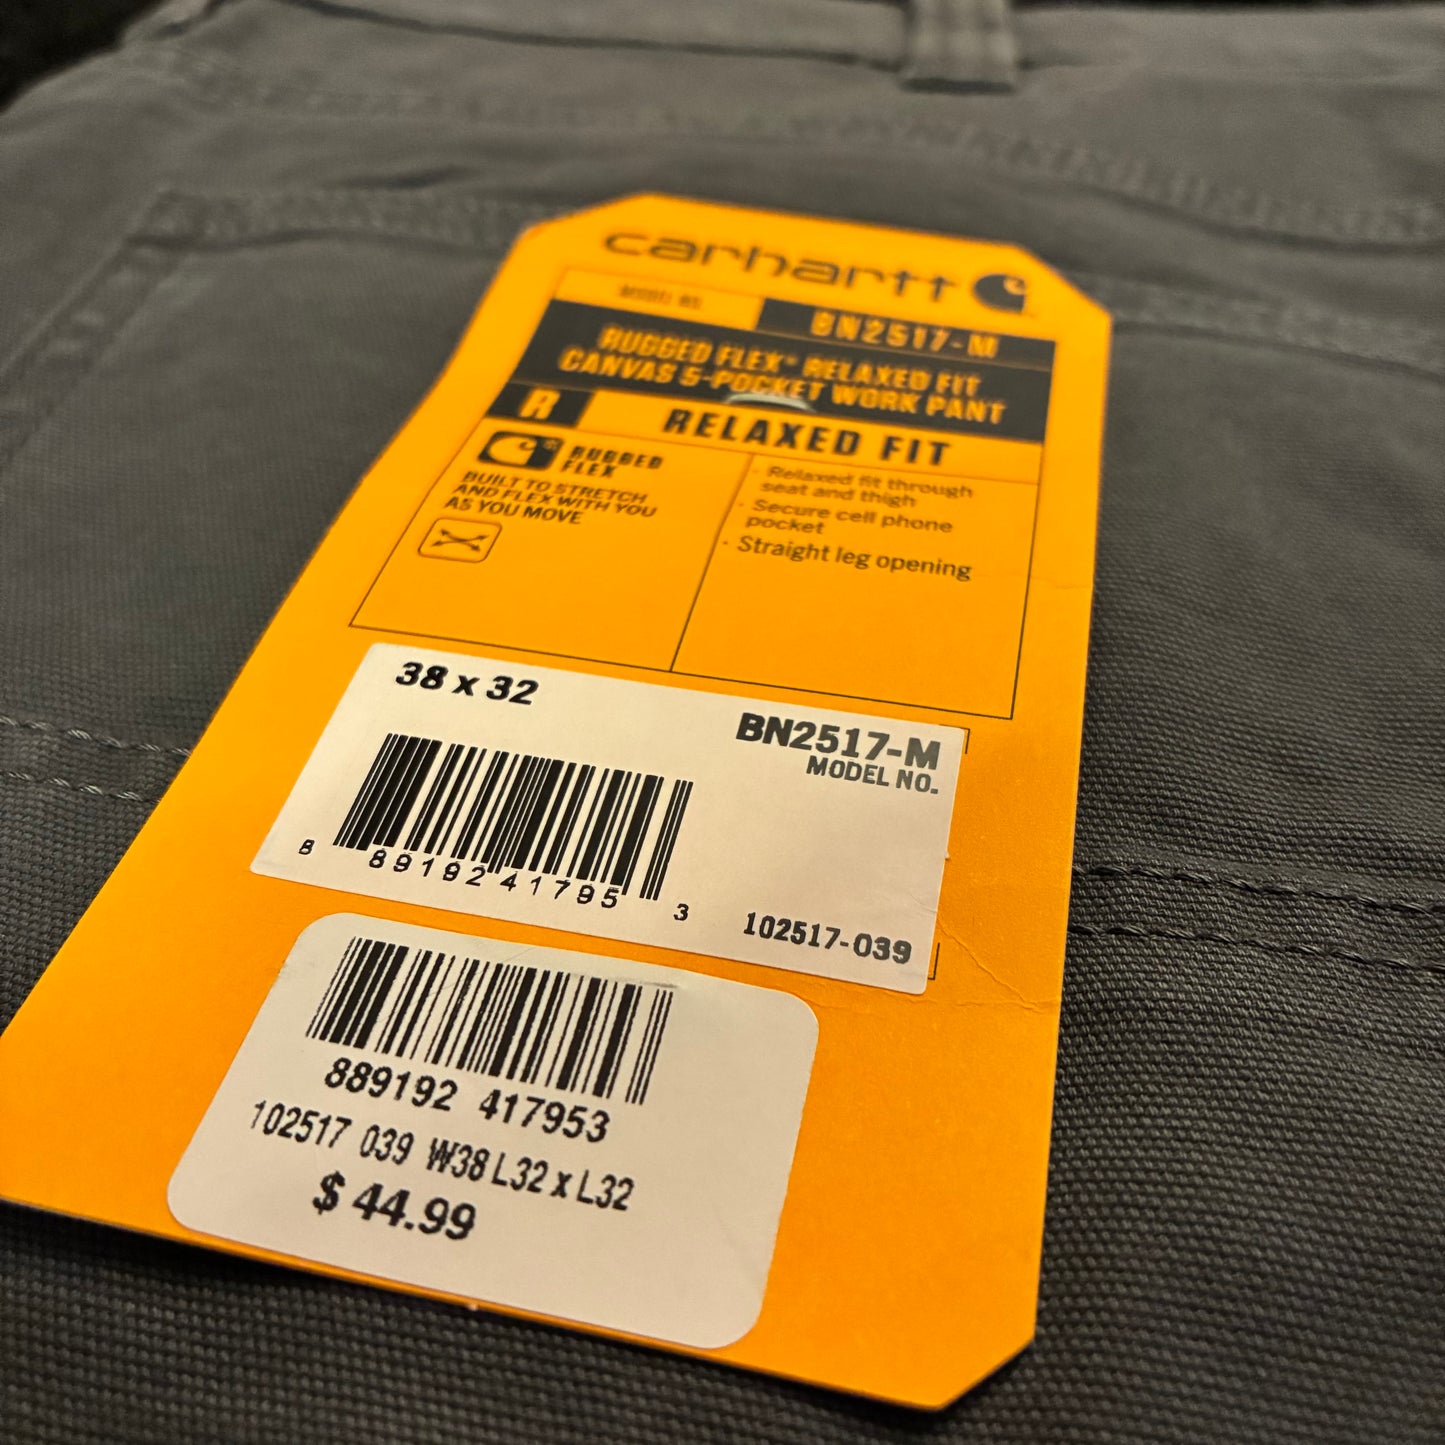 carhartt
MODEL NO. BN2517-M
RUGGED FLEX® RELAXED FIT
CANVAS 5-POCKET WORK PANT
R RELAXED FIT
RUGGED
FLEX
BUILT TO STRETCH
AND FLEX WITH YOU
AS YOU MOVE
· Relaxed fit through
seat and thigh
· Secure cell phone
pocket
· Straight leg opening
38 x 32
BN2517-M
MODEL NO.
8 89192 41795 3
102517-039
889192 417953
102517 039 W38 L32 x L32
$ 44.99